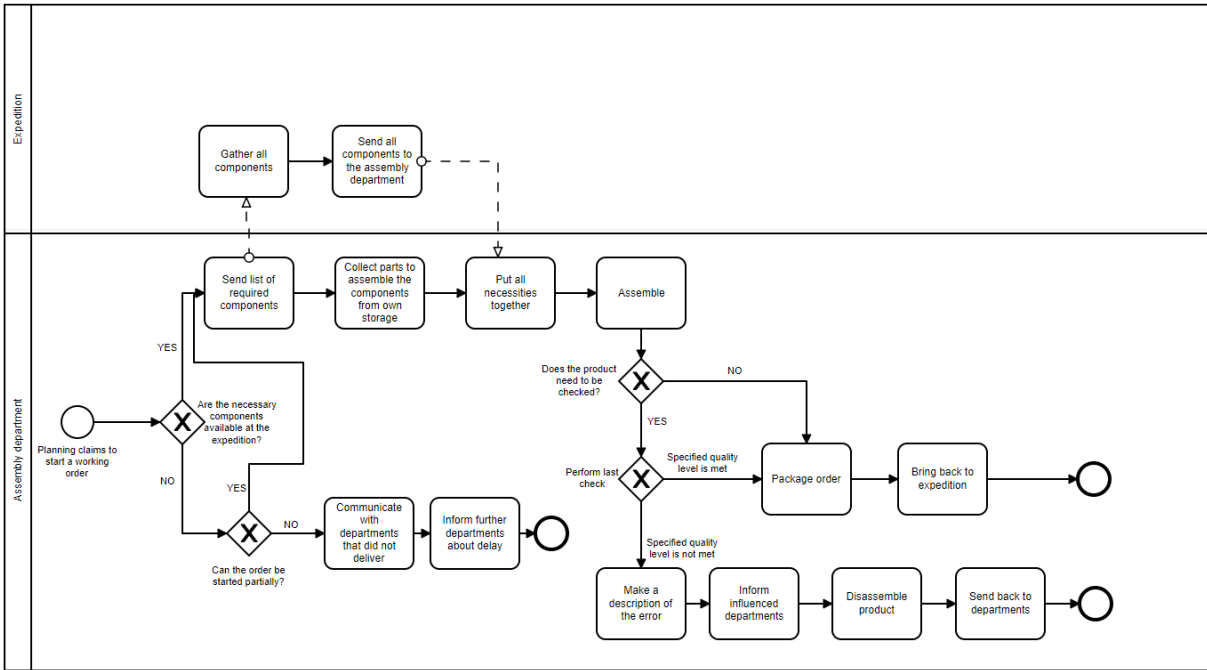 Expedition
Gather all
components
Send all
components to
the assembly
department
Assembly department
Send list of
required
components
Collect parts to
assemble the
components
from own
storage
Put all
necessities
together
Assemble
YES
Does the product
need to be
checked?
NO
Are the necessary
components
available at the
expedition?
YES
Planning claims to
start a working
order
Perform last
check
Specified quality
level is met
Package order
Bring back to
expedition
NO
YES
NO
Communicate
with
departments
that did not
deliver
Inform further
departments
about delay
Can the order be
started partially?
Specified quality
level is not met
Make a
description of
the error
Inform
influenced
departments
Disassemble
product
Send back to
departments